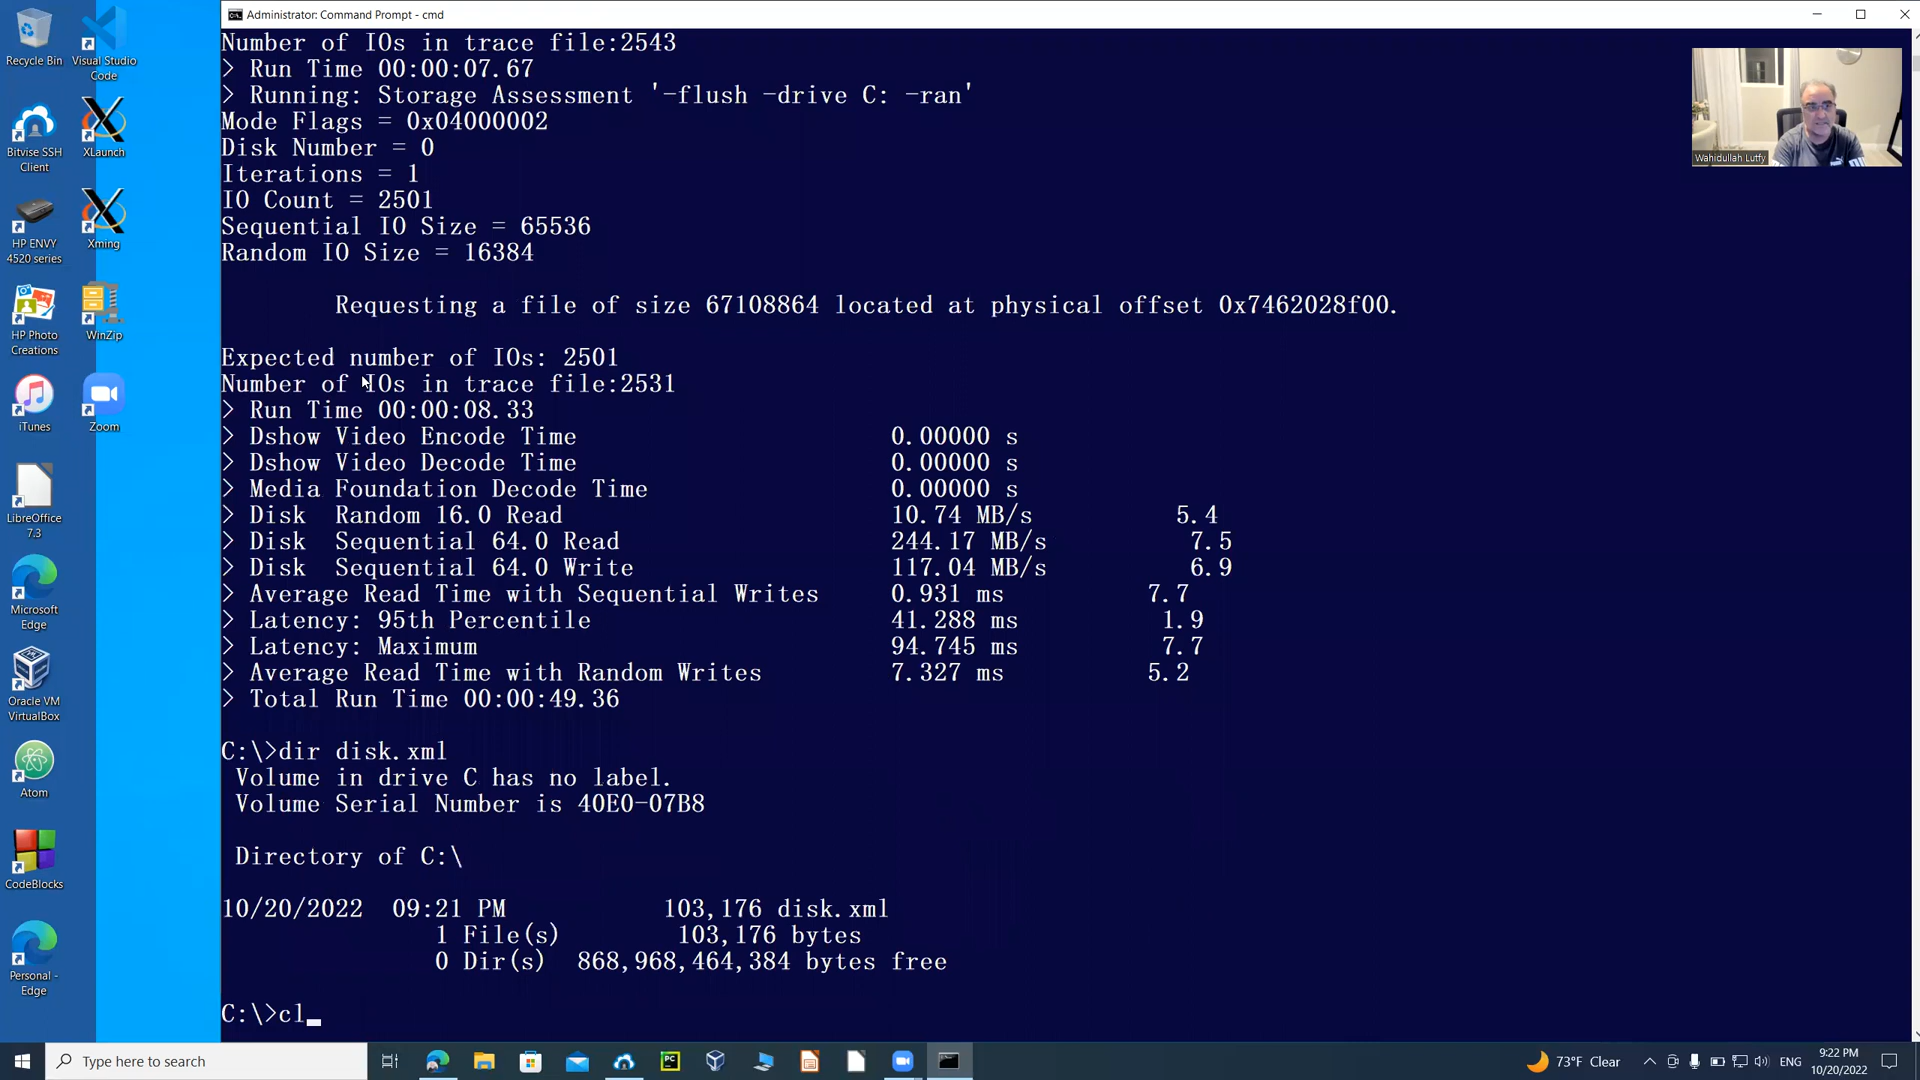 Administrator: Command Prompt - cmd
Number of IOs in trace file:2543
> Run Time 00:00:07.67
> Running: Storage Assessment '-flush -drive C: -ran'
Mode Flags = 0x04000002
Disk Number = 0
Iterations = 1
IO Count = 2501
Sequential IO Size = 65536
Random IO Size = 16384
Requesting a file of size 67108864 located at physical offset 0x7462028f00.
Expected number of IOs: 2501
Number of IOs in trace file:2531
> Run Time 00:00:08.33
> Dshow Video Encode Time 0.00000 s
> Dshow Video Decode Time 0.00000 s
> Media Foundation Decode Time 0.00000 s
> Disk Random 16.0 Read 10.74 MB/s 5.4
> Disk Sequential 64.0 Read 244.17 MB/s 7.5
> Disk Sequential 64.0 Write 117.04 MB/s 6.9
> Average Read Time with Sequential Writes 0.931 ms 7.7
> Latency: 95th Percentile 41.288 ms 1.9
> Latency: Maximum 94.745 ms 7.7
> Average Read Time with Random Writes 7.327 ms 5.2
> Total Run Time 00:00:49.36
C:\>dir disk.xml
Volume in drive C has no label.
Volume Serial Number is 40E0-07B8
Directory of C:\
10/20/2022 09:21 PM 103,176 disk.xml
1 File(s) 103,176 bytes
0 Dir(s) 868,968,464,384 bytes free
C:\>cl_
Wahidullah Lutfy
Recycle Bin
Visual Studio
Code
Bitvise SSH
Client
XLaunch
HP ENVY
4520 series
Xming
HP Photo
Creations
WinZip
iTunes
Zoom
LibreOffice
7.3
Microsoft
Edge
Oracle VM
VirtualBox
Atom
CodeBlocks
Personal -
Edge
Type here to search
PC
73°F Clear
ENG
9:22 PM
10/20/2022